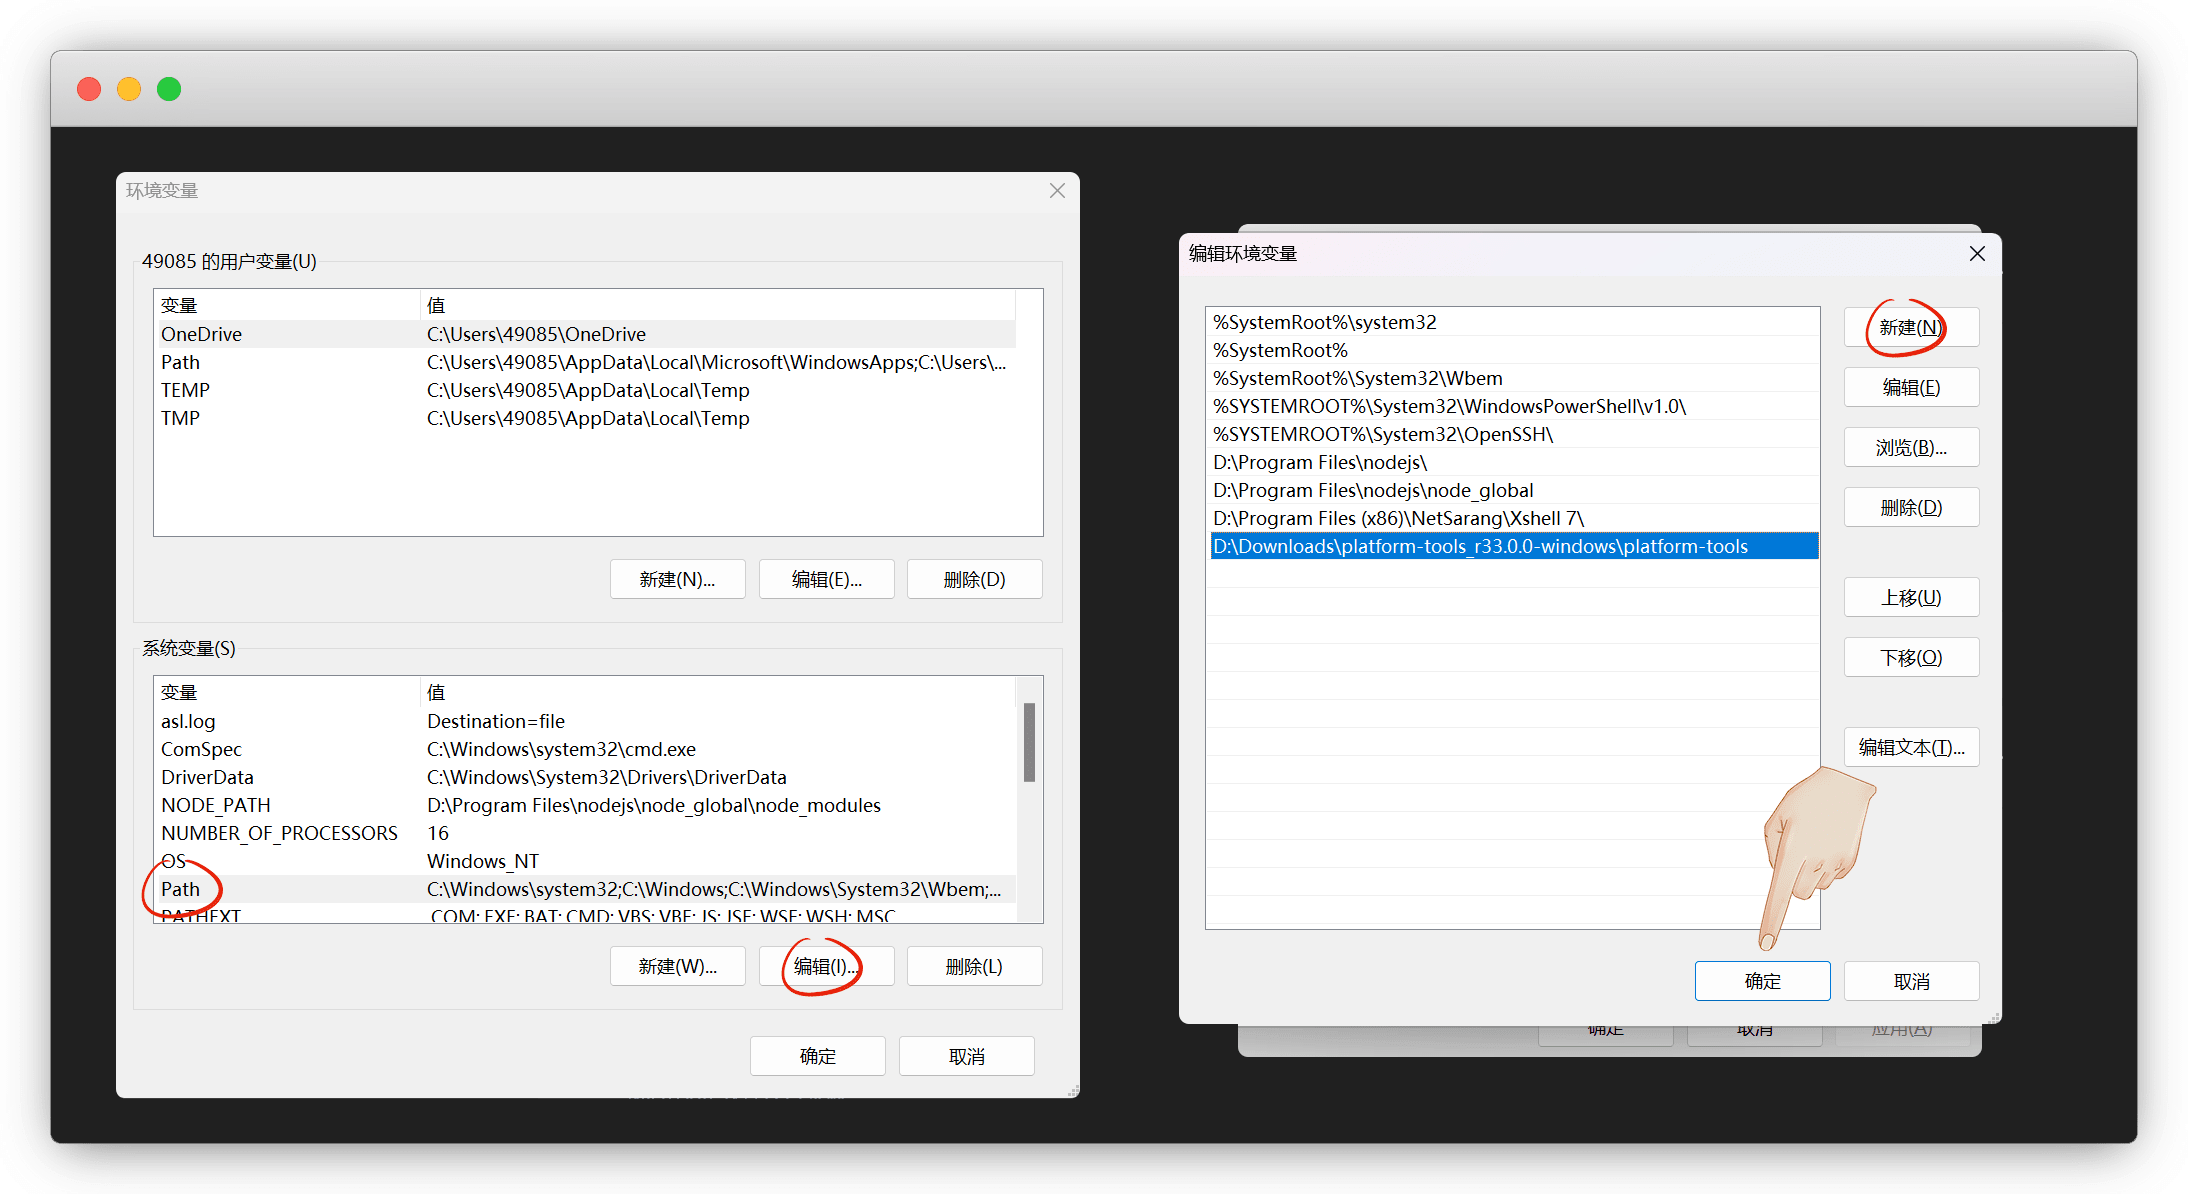 环境变量
49085 的用户变量(U)
变量 值
OneDrive C:\Users\49085\OneDrive
Path C:\Users\49085\AppData\Local\Microsoft\WindowsApps;C:\Users\...
TEMP C:\Users\49085\AppData\Local\Temp
TMP C:\Users\49085\AppData\Local\Temp
新建(N)... 编辑(E)... 删除(D)
系统变量(S)
变量 值
asl.log Destination=file
ComSpec C:\Windows\system32\cmd.exe
DriverData C:\Windows\System32\Drivers\DriverData
NODE_PATH D:\Program Files\nodejs\node_global\node_modules
NUMBER_OF_PROCESSORS 16
OS Windows_NT
Path C:\Windows\system32;C:\Windows;C:\Windows\System32\Wbem;...
PATHEXT .COM;.EXE;.BAT;.CMD;.VBS;.VBE;.JS;.JSE;.WSF;.WSH;.MSC
新建(W)... 编辑(I)... 删除(L)
确定 取消
编辑环境变量
%SystemRoot%\system32
%SystemRoot%
%SystemRoot%\System32\Wbem
%SYSTEMROOT%\System32\WindowsPowerShell\v1.0\
%SYSTEMROOT%\System32\OpenSSH\
D:\Program Files\nodejs\
D:\Program Files\nodejs\node_global
D:\Program Files (x86)\NetSarang\Xshell 7\
D:\Downloads\platform-tools_r33.0.0-windows\platform-tools
新建(N)
编辑(E)
浏览(B)...
删除(D)
上移(U)
下移(O)
编辑文本(T)...
确定 取消
确定 取消 应用(A)